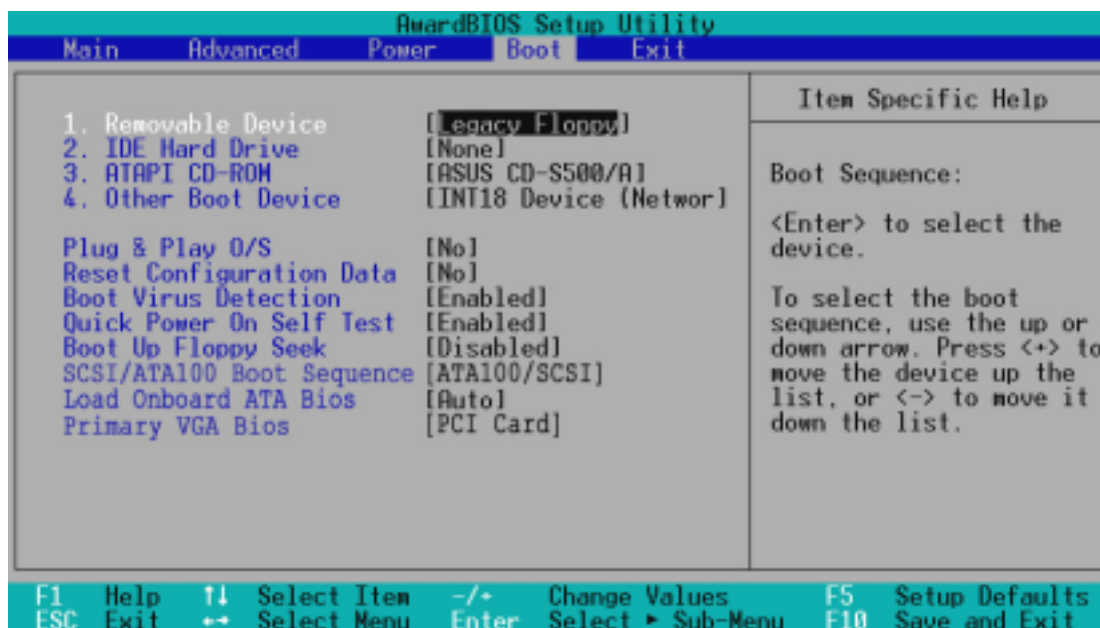 AwardBIOS Setup Utility
Main Advanced Power Boot Exit
1. Removable Device [Legacy Floppy]
2. IDE Hard Drive [None]
3. ATAPI CD-ROM [ASUS CD-S500/A]
4. Other Boot Device [INT18 Device (Networ]
Plug & Play O/S [No]
Reset Configuration Data [No]
Boot Virus Detection [Enabled]
Quick Power On Self Test [Enabled]
Boot Up Floppy Seek [Disabled]
SCSI/ATA100 Boot Sequence [ATA100/SCSI]
Load Onboard ATA Bios [Auto]
Primary VGA Bios [PCI Card]
Item Specific Help
Boot Sequence:
<Enter> to select the
device.
To select the boot
sequence, use the up or
down arrow. Press <+> to
move the device up the
list, or <-> to move it
down the list.
F1 Help ↑↓ Select Item -/+ Change Values F5 Setup Defaults
ESC Exit ←→ Select Menu Enter Select ► Sub-Menu F10 Save and Exit